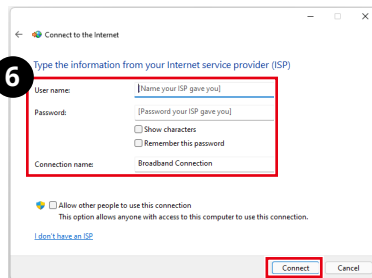 Connect to the Internet
Type the information from your Internet service provider (ISP)
6
User name:
[Name your ISP gave you]
Password:
[Password your ISP gave you]
Show characters
Remember this password
Connection name:
Broadband Connection
Allow other people to use this connection
This option allows anyone with access to this computer to use this connection.
I don't have an ISP
Connect
Cancel